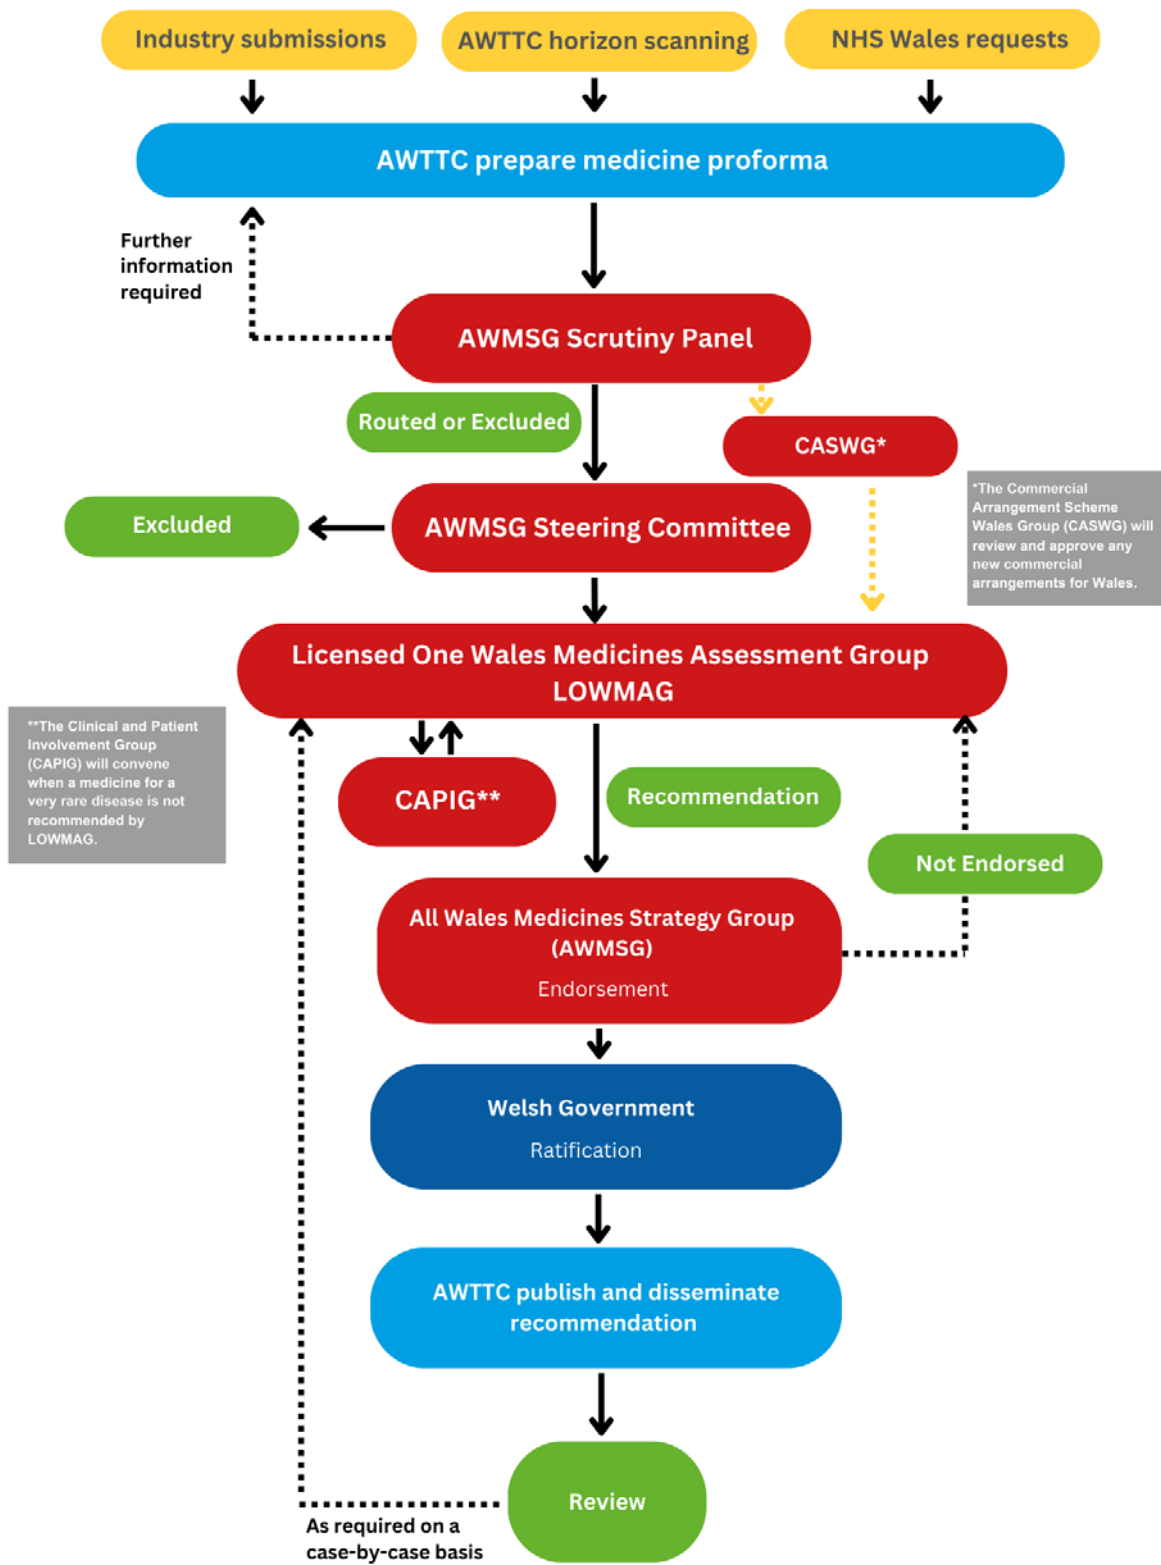 Industry submissions
AWTTC horizon scanning
NHS Wales requests
AWTTC prepare medicine proforma
Further
information
required
AWMSG Scrutiny Panel
Routed or Excluded
CASWG*
*The Commercial
Arrangement Scheme
Wales Group (CASWG) will
review and approve any
new commercial
arrangements for Wales.
Excluded
AWMSG Steering Committee
Licensed One Wales Medicines Assessment Group
LOWMAG
**The Clinical and Patient
Involvement Group
(CAPIG) will convene
when a medicine for a
very rare disease is not
recommended by
LOWMAG.
CAPIG**
Recommendation
Not Endorsed
All Wales Medicines Strategy Group
(AWMSG)
Endorsement
Welsh Government
Ratification
AWTTC publish and disseminate
recommendation
Review
As required on a
case-by-case basis